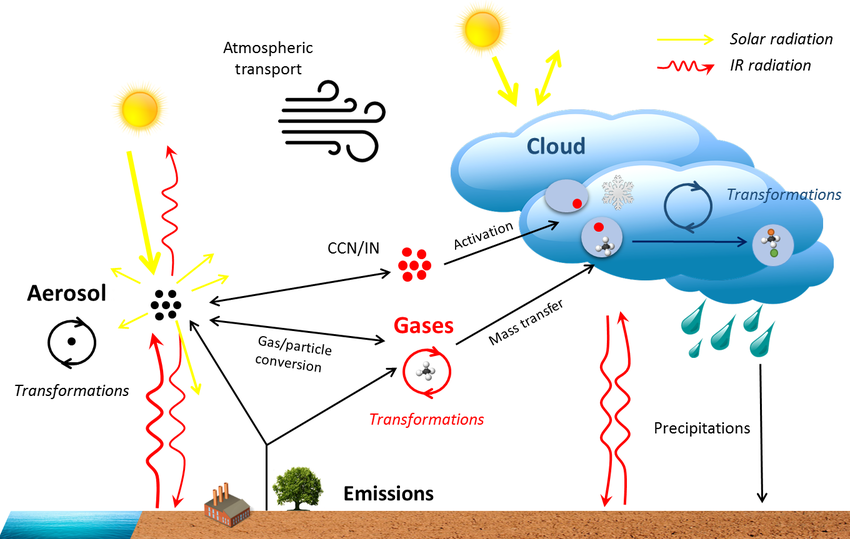 Atmospheric
transport
Solar radiation
IR radiation
Cloud
Transformations
CCN/IN
Activation
Aerosol
Gases
Mass transfer
Gas/particle
conversion
Transformations
Transformations
Precipitations
Emissions